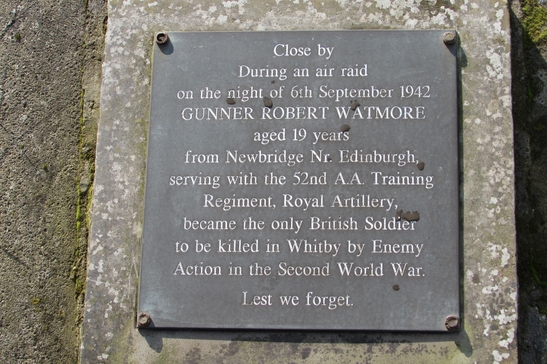 Close by
During an air raid
on the night of 6th September 1942
GUNNER ROBERT WATMORE
aged 19 years
from Newbridge Nr. Edinburgh,
serving with the 52nd A.A. Training
Regiment, Royal Artillery,
became the only British Soldier
to be killed in Whitby by Enemy
Action in the Second World War.
Lest we forget.